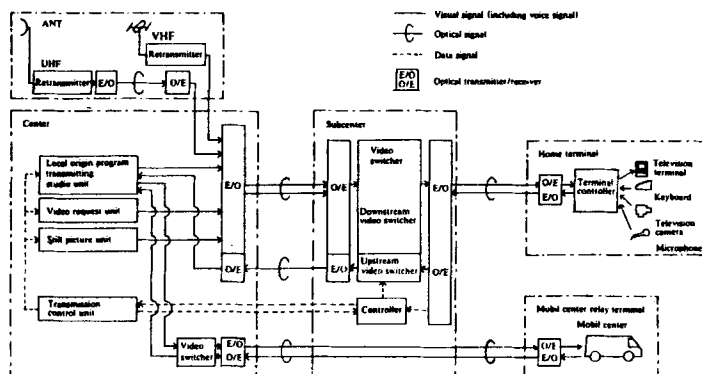 ANT
VHF
Retransmitter
UHF
Retransmitter
E/O
O/E
Visual signal (including voice signal)
Optical signal
Data signal
E/O
O/E
Optical transmitter/receiver
Center
Local origin program
transmitting
studio unit
Video request unit
Still picture unit
Transmission
control unit
E/O
O/E
Video
switcher
E/O
O/E
Subcenter
O/E
E/O
Video
switcher
Downstream
video switcher
Upstream
video switcher
E/O
O/E
Controller
Home terminal
O/E
E/O
Terminal
controller
Television
terminal
Keyboard
Television
camera
Microphone
Mobil center relay terminal
Mobil center
O/E
E/O